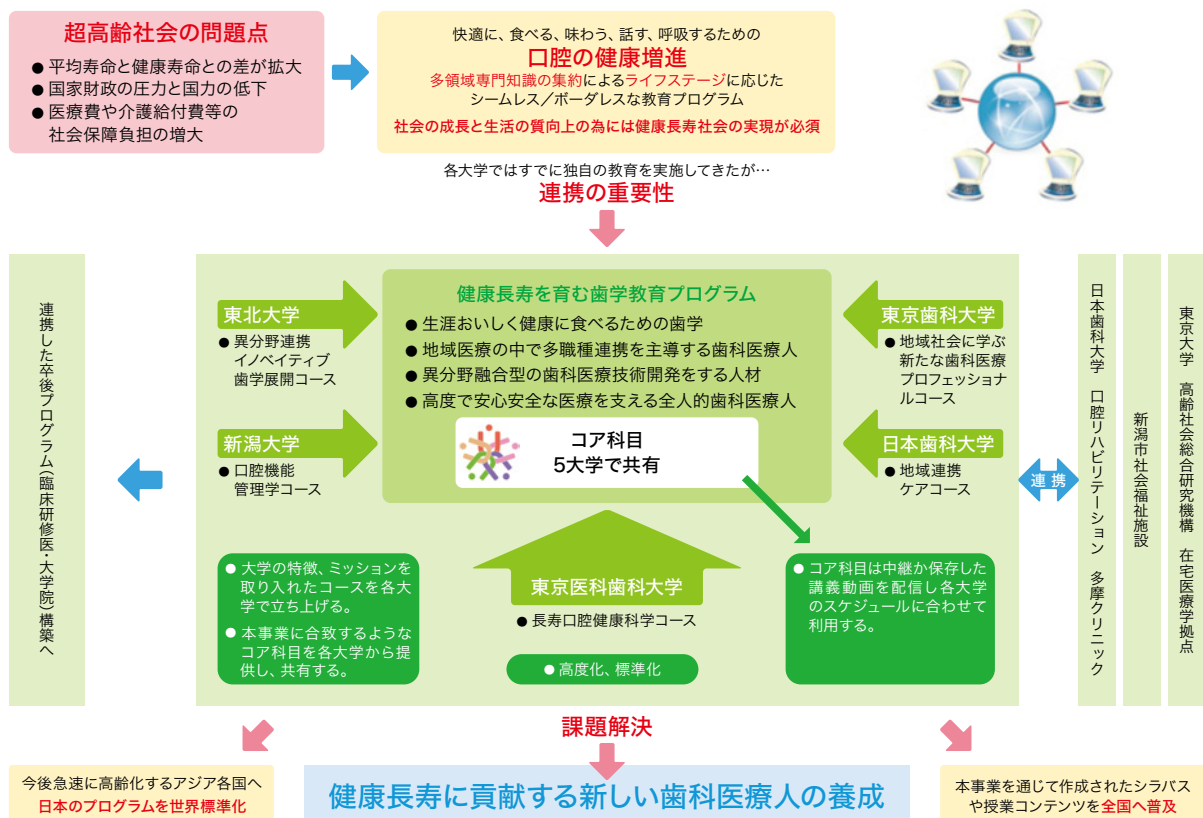 超高齢社会の問題点
● 平均寿命と健康寿命との差が拡大
● 国家財政の圧力と国力の低下
● 医療費や介護給付費等の
社会保障負担の増大
快適に、食べる、味わう、話す、呼吸するための
口腔の健康増進
多領域専門知識の集約によるライフステージに応じた
シームレス／ボーダレスな教育プログラム
社会の成長と生活の質向上の為には健康長寿社会の実現が必須
各大学ではすでに独自の教育を実施してきたが…
連携の重要性
連携した卒後プログラム（臨床研修医・大学院）構築へ
東北大学
● 異分野連携
イノベイティブ
歯学展開コース
新潟大学
● 口腔機能
管理学コース
健康長寿を育む歯学教育プログラム
● 生涯おいしく健康に食べるための歯学
● 地域医療の中で多職種連携を主導する歯科医療人
● 異分野融合型の歯科医療技術開発をする人材
● 高度で安心安全な医療を支える全人的歯科医療人
コア科目
5大学で共有
東京歯科大学
● 地域社会に学ぶ
新たな歯科医療
プロフェッショナ
ルコース
日本歯科大学
● 地域連携
ケアコース
連携
日本歯科大学 口腔リハビリテーション 多摩クリニック
新潟市社会福祉施設
東京大学 高齢社会総合研究機構 在宅医療学拠点
● 大学の特徴、ミッションを
取り入れたコースを各大
学で立ち上げる。
● 本事業に合致するような
コア科目を各大学から提
供し、共有する。
東京医科歯科大学
● 長寿口腔健康科学コース
● 高度化、標準化
● コア科目は中継か保存した
講義動画を配信し各大学
のスケジュールに合わせて
利用する。
課題解決
今後急速に高齢化するアジア各国へ
日本のプログラムを世界標準化
健康長寿に貢献する新しい歯科医療人の養成
本事業を通じて作成されたシラバス
や授業コンテンツを全国へ普及